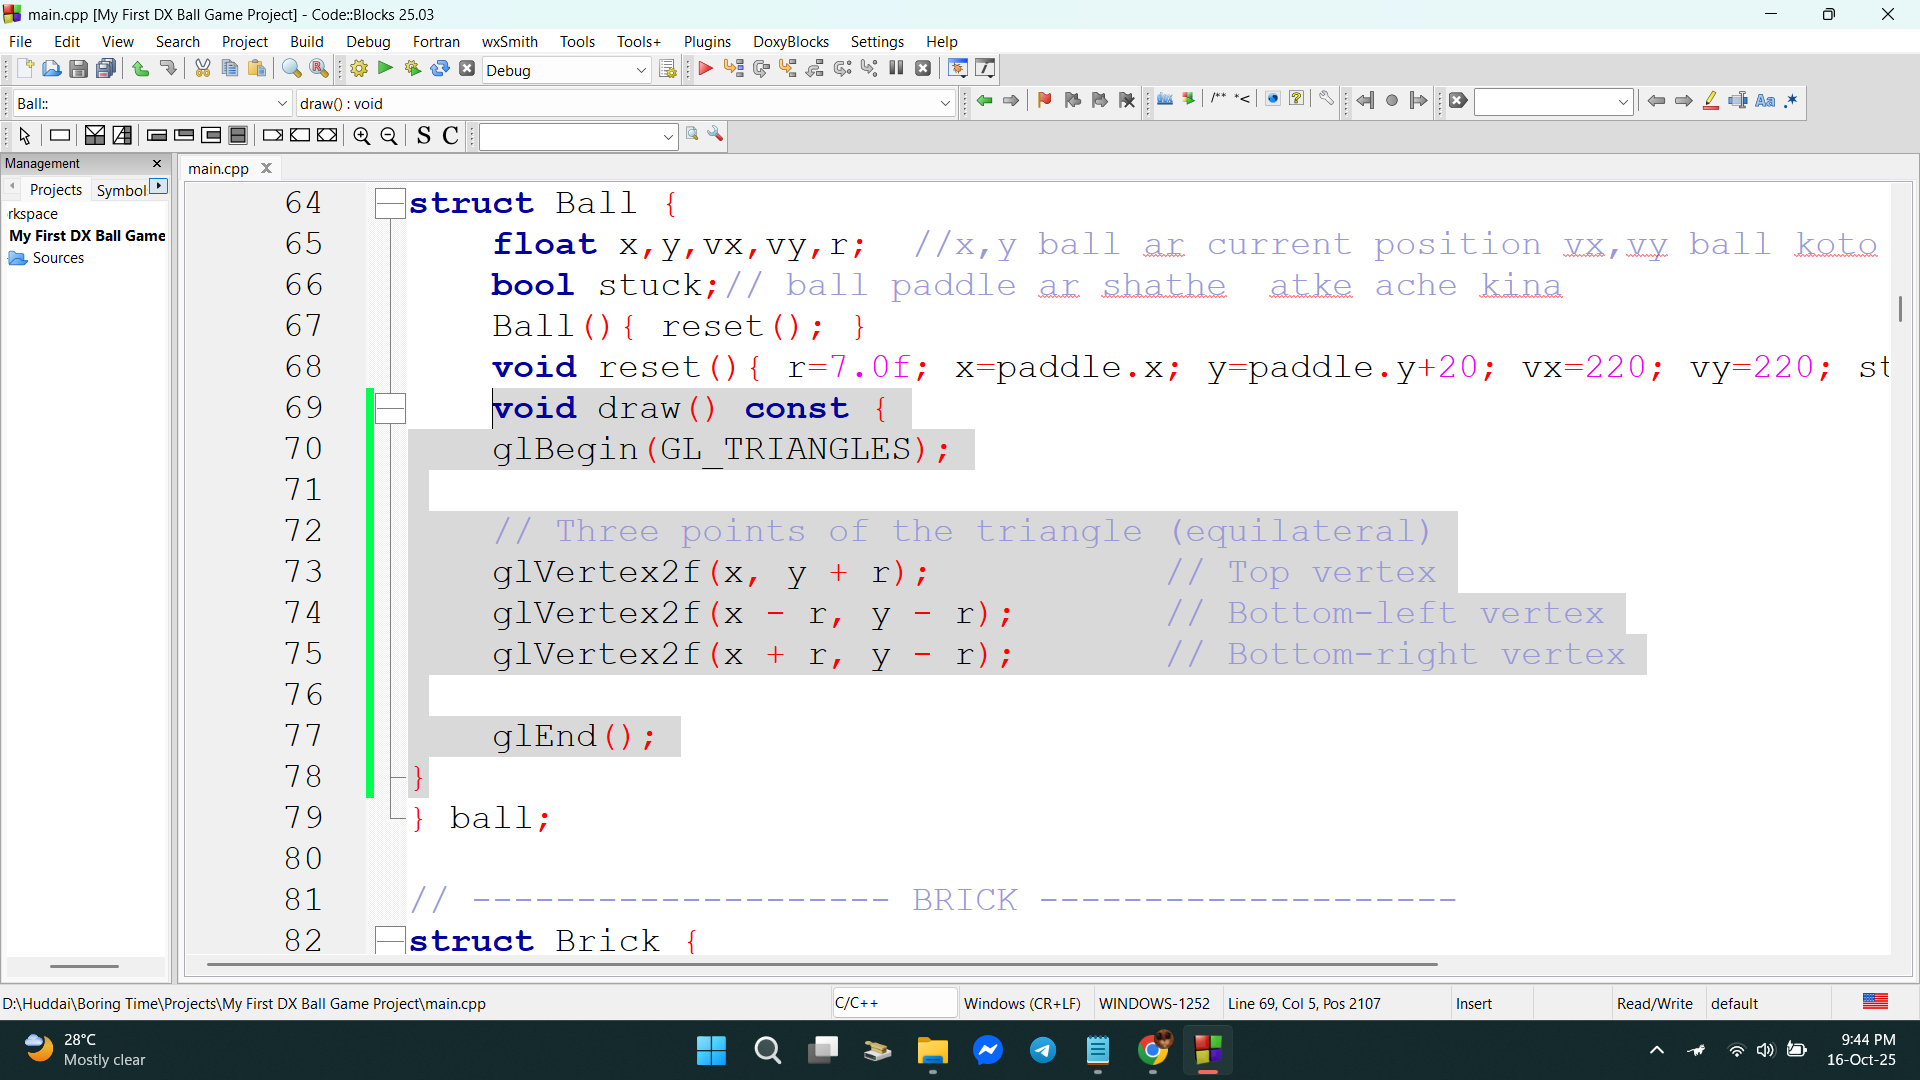 main.cpp [My First DX Ball Game Project] - Code::Blocks 25.03
File Edit View Search Project Build Debug Fortran wxSmith Tools Tools+ Plugins DoxyBlocks Settings Help
Debug
Ball::
draw() : void
/** *<
Aa .*
S C
Management
Projects Symbol
rkspace
My First DX Ball Game
Sources
main.cpp
64 struct Ball {
65 float x,y,vx,vy,r; //x,y ball ar current position vx,vy ball koto
66 bool stuck;// ball paddle ar shathe  atke ache kina
67 Ball(){ reset(); }
68 void reset(){ r=7.0f; x=paddle.x; y=paddle.y+20; vx=220; vy=220; st
69 void draw() const {
70 glBegin(GL_TRIANGLES);
71
72 // Three points of the triangle (equilateral)
73 glVertex2f(x, y + r); // Top vertex
74 glVertex2f(x - r, y - r); // Bottom-left vertex
75 glVertex2f(x + r, y - r); // Bottom-right vertex
76
77 glEnd();
78 }
79 } ball;
80
81 // -------------------- BRICK --------------------
82 struct Brick {
D:\Huddai\Boring Time\Projects\My First DX Ball Game Project\main.cpp C/C++ Windows (CR+LF) WINDOWS-1252 Line 69, Col 5, Pos 2107 Insert Read/Write default
28°C
Mostly clear
9:44 PM
16-Oct-25